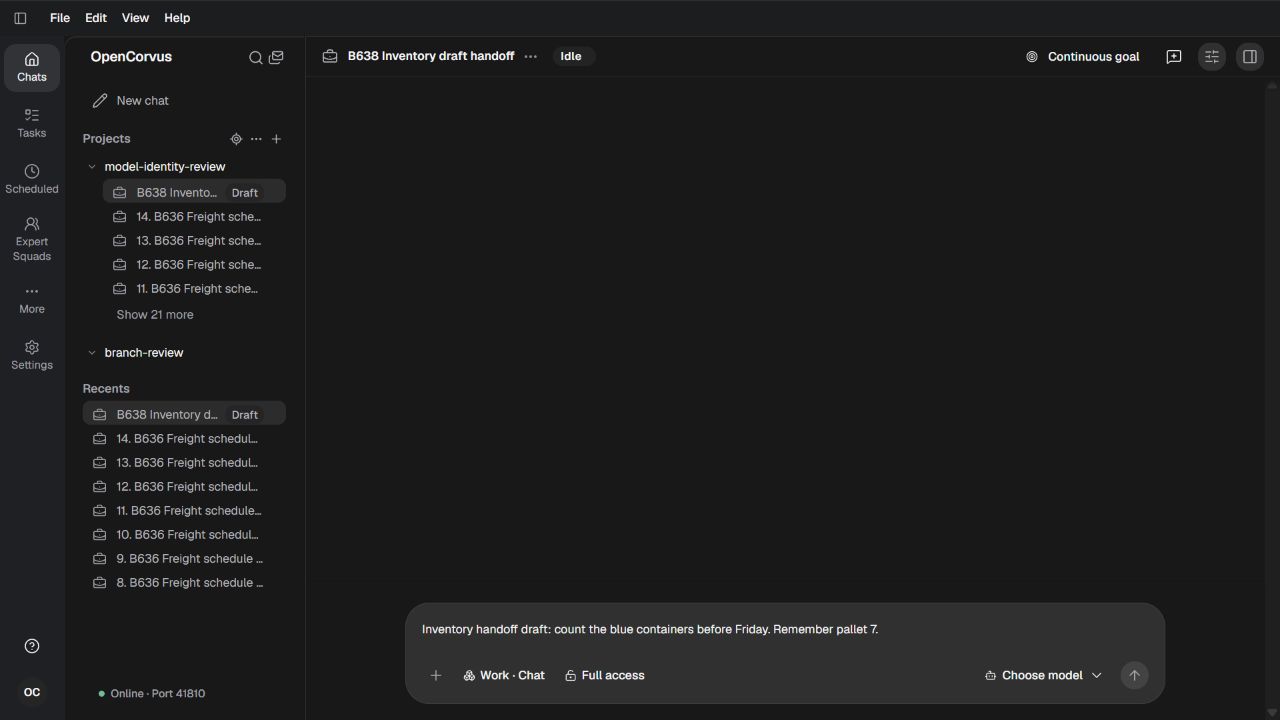 File Edit View Help
Chats
Tasks
Scheduled
Expert
Squads
More
Settings
OC
OpenCorvus
New chat
Projects
model-identity-review
B638 Invento... Draft
14. B636 Freight sche...
13. B636 Freight sche...
12. B636 Freight sche...
11. B636 Freight sche...
Show 21 more
branch-review
Recents
B638 Inventory d... Draft
14. B636 Freight schedul...
13. B636 Freight schedul...
12. B636 Freight schedul...
11. B636 Freight schedule...
10. B636 Freight schedul...
9. B636 Freight schedule ...
8. B636 Freight schedule ...
Online · Port 41810
B638 Inventory draft handoff ... Idle
Continuous goal
Inventory handoff draft: count the blue containers before Friday. Remember pallet 7.
Work · Chat Full access Choose model